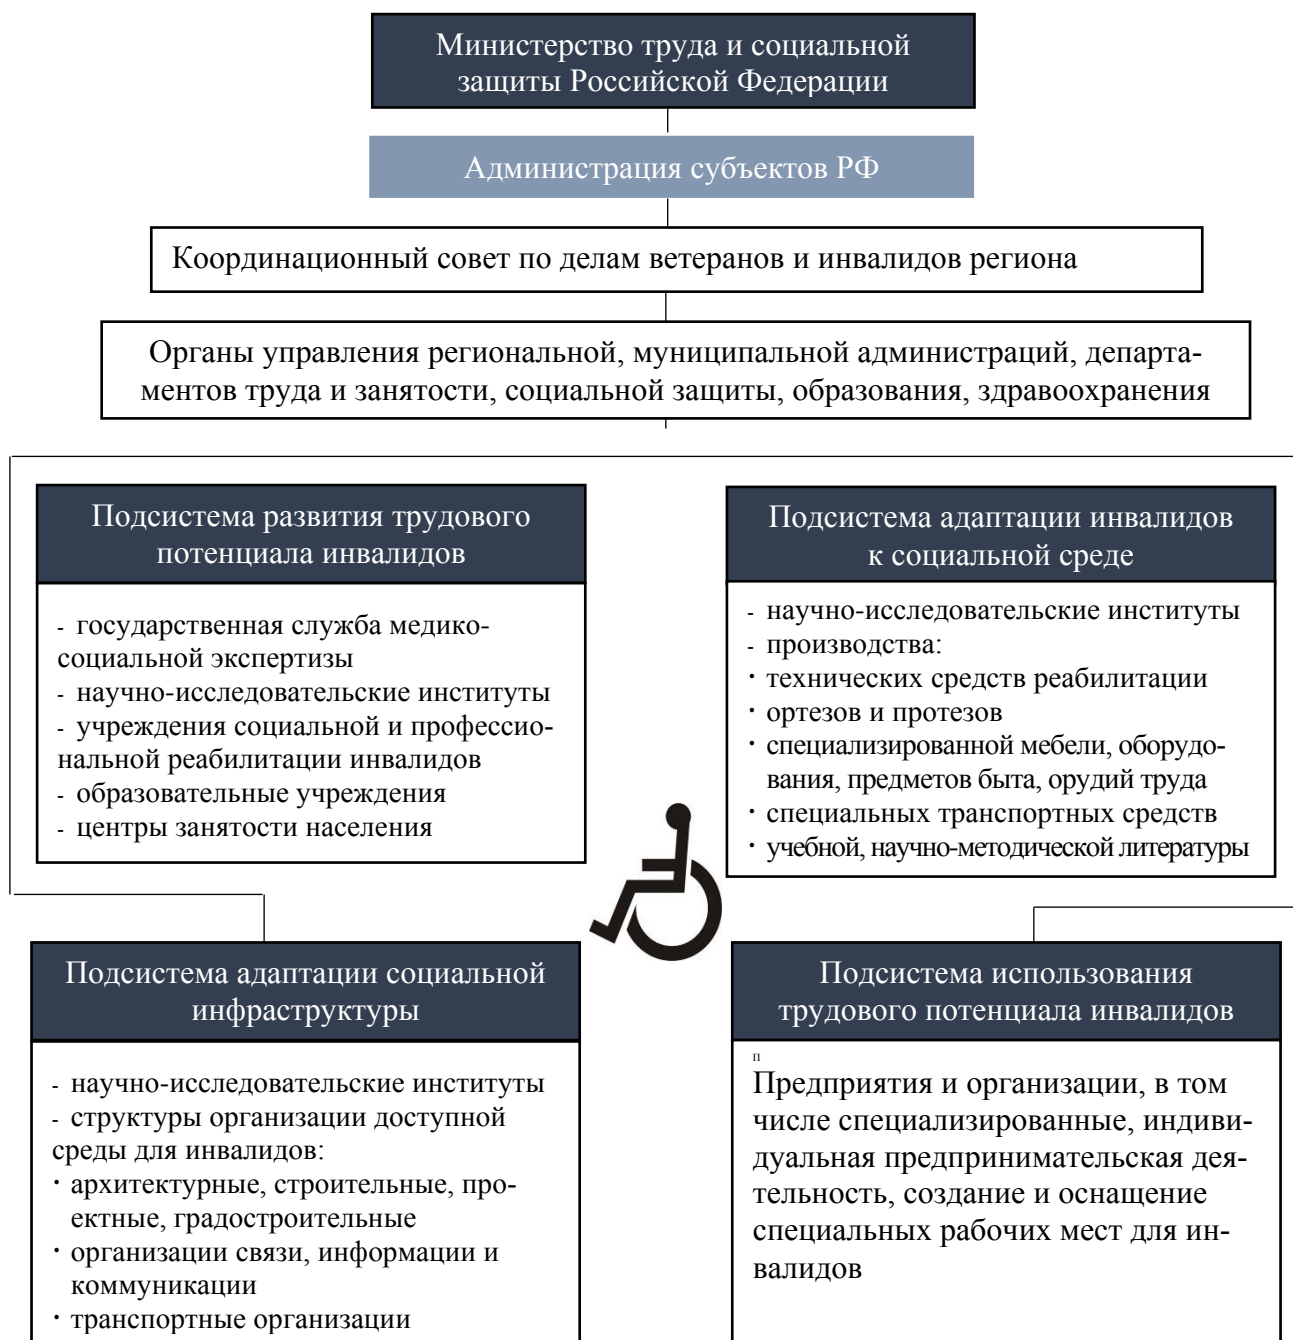 Министерство труда и социальной
защиты Российской Федерации
Администрация субъектов РФ
Координационный совет по делам ветеранов и инвалидов региона
Органы управления региональной, муниципальной администраций, департа-
ментов труда и занятости, социальной защиты, образования, здравоохранения
Подсистема развития трудового
потенциала инвалидов
- государственная служба медико-
социальной экспертизы
- научно-исследовательские институты
- учреждения социальной и профессио-
нальной реабилитации инвалидов
- образовательные учреждения
- центры занятости населения
Подсистема адаптации инвалидов
к социальной среде
- научно-исследовательские институты
- производства:
· технических средств реабилитации
· ортезов и протезов
· специализированной мебели, оборудо-
вания, предметов быта, орудий труда
· специальных транспортных средств
· учебной, научно-методической литературы
Подсистема адаптации социальной
инфраструктуры
- научно-исследовательские институты
- структуры организации доступной
среды для инвалидов:
· архитектурные, строительные, про-
ектные, градостроительные
· организации связи, информации и
коммуникации
· транспортные организации
Подсистема использования
трудового потенциала инвалидов
п
Предприятия и организации, в том
числе специализированные, индиви-
дуальная предпринимательская дея-
тельность, создание и оснащение
специальных рабочих мест для ин-
валидов